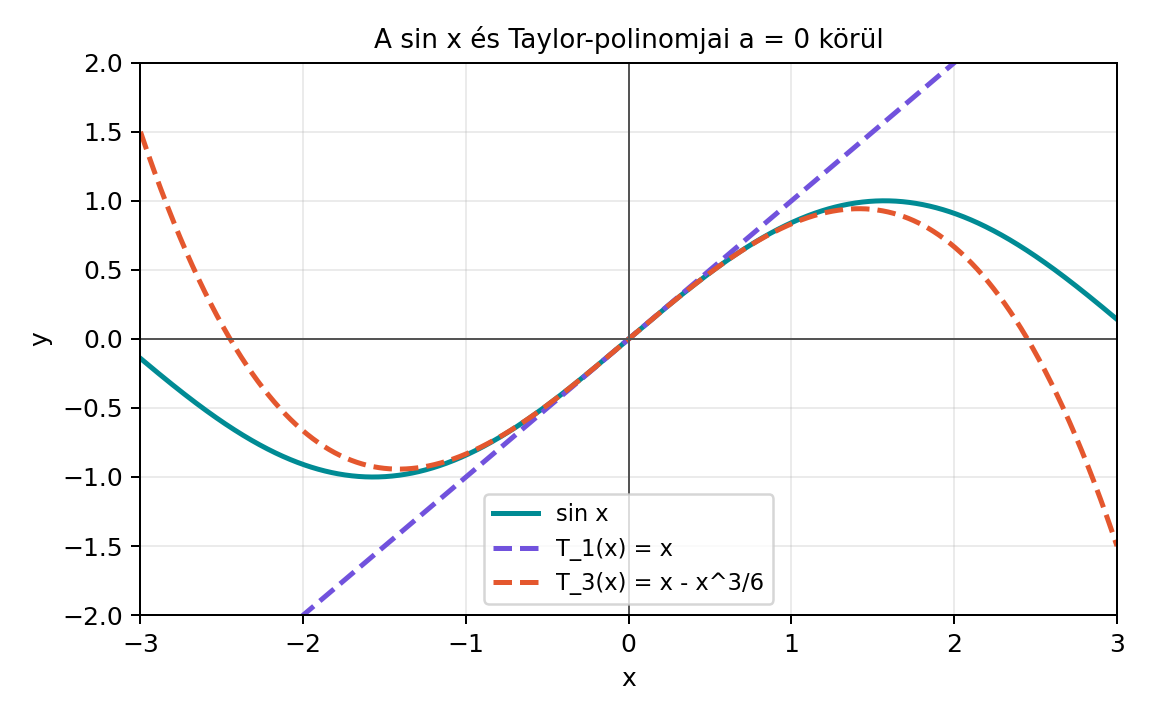 A sin x és Taylor-polinomjai a = 0 körül
2.0
1.5
1.0
0.5
0.0
−0.5
−1.0
−1.5
−2.0
y
sin x
T_1(x) = x
T_3(x) = x - x^3/6
−3 −2 −1 0 1 2 3
x